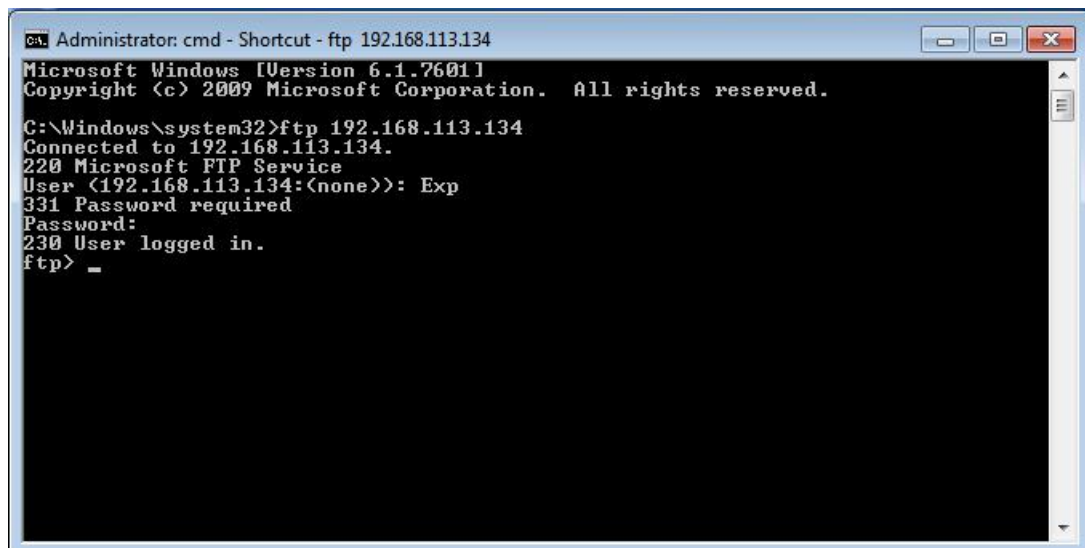 Administrator: cmd - Shortcut - ftp 192.168.113.134
Microsoft Windows [Version 6.1.7601]
Copyright (c) 2009 Microsoft Corporation.  All rights reserved.
C:\Windows\system32>ftp 192.168.113.134
Connected to 192.168.113.134.
220 Microsoft FTP Service
User (192.168.113.134:(none)): Exp
331 Password required
Password:
230 User logged in.
ftp> _